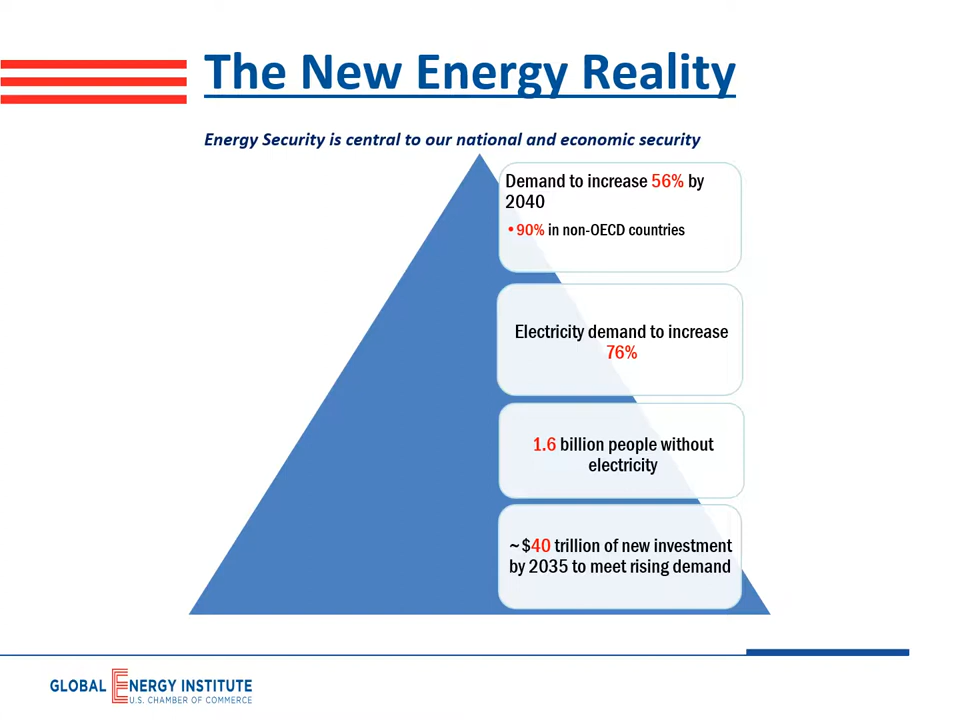 The New Energy Reality
Energy Security is central to our national and economic security
Demand to increase 56% by
2040
•90% in non-OECD countries
Electricity demand to increase
76%
1.6 billion people without
electricity
~$40 trillion of new investment
by 2035 to meet rising demand
GLOBAL ENERGY INSTITUTE
U.S. CHAMBER OF COMMERCE